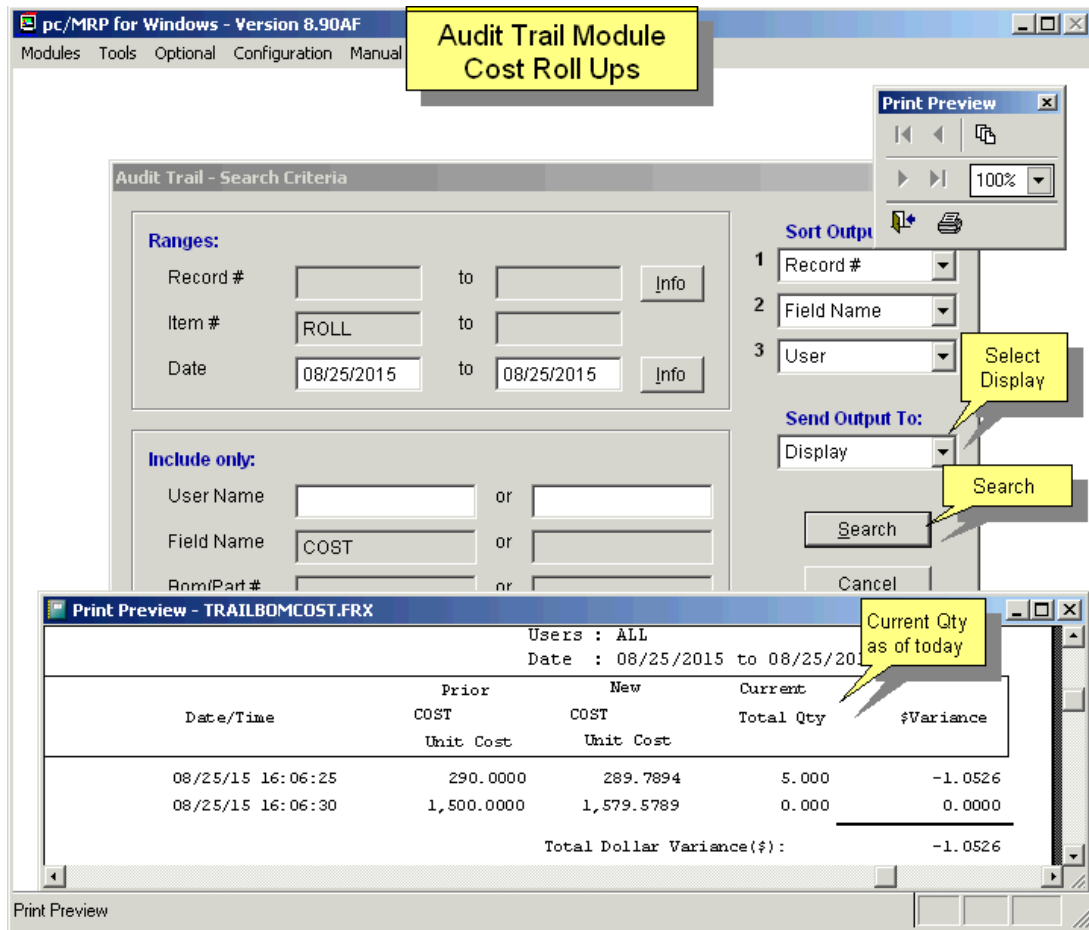 pc/MRP for Windows - Version 8.90AF
Modules Tools Optional Configuration Manual
Audit Trail Module
Cost Roll Ups
Print Preview
100%
Audit Trail - Search Criteria
Ranges:
Record # to Info
Item # ROLL to
Date 08/25/2015 to 08/25/2015 Info
Sort
1 Record #
2 Field Name
3 User
Select
Display
Send Output To:
Display
Search
Search
Cancel
Include only:
User Name or
Field Name COST or
Bom/Part # or
Print Preview - TRAILBOMCOST.FRX
Current Qty
as of today
Users : ALL
Date : 08/25/2015 to 08/25/20
Prior New Current
Date/Time COST COST Total Qty $Variance
Unit Cost Unit Cost
08/25/15 16:06:25 290.0000 289.7894 5.000 -1.0526
08/25/15 16:06:30 1,500.0000 1,579.5789 0.000 0.0000
Total Dollar Variance($): -1.0526
Print Preview